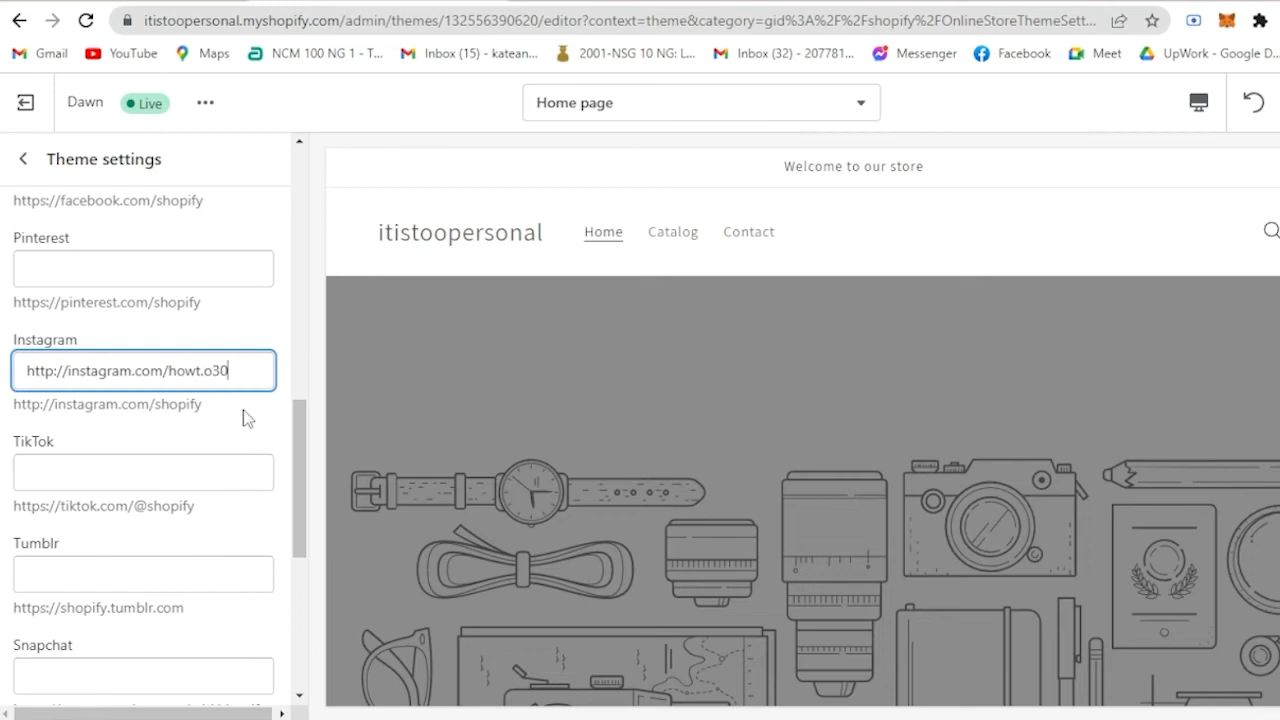 itistoopersonal.myshopify.com/admin/themes/132556390620/editor?context=theme&category=gid%3A%2F%2Fshopify%2FOnlineStoreThemeSett...
Gmail YouTube Maps NCM 100 NG 1 - T... Inbox (15) - katean... 2001-NSG 10 NG: L... Inbox (32) - 207781... Messenger Facebook Meet UpWork - Google D...
Dawn Live ••• Home page
Theme settings
Welcome to our store
https://facebook.com/shopify
itistoopersonal Home Catalog Contact
Pinterest
https://pinterest.com/shopify
Instagram
http://instagram.com/howt.o30
http://instagram.com/shopify
TikTok
https://tiktok.com/@shopify
Tumblr
https://shopify.tumblr.com
Snapchat